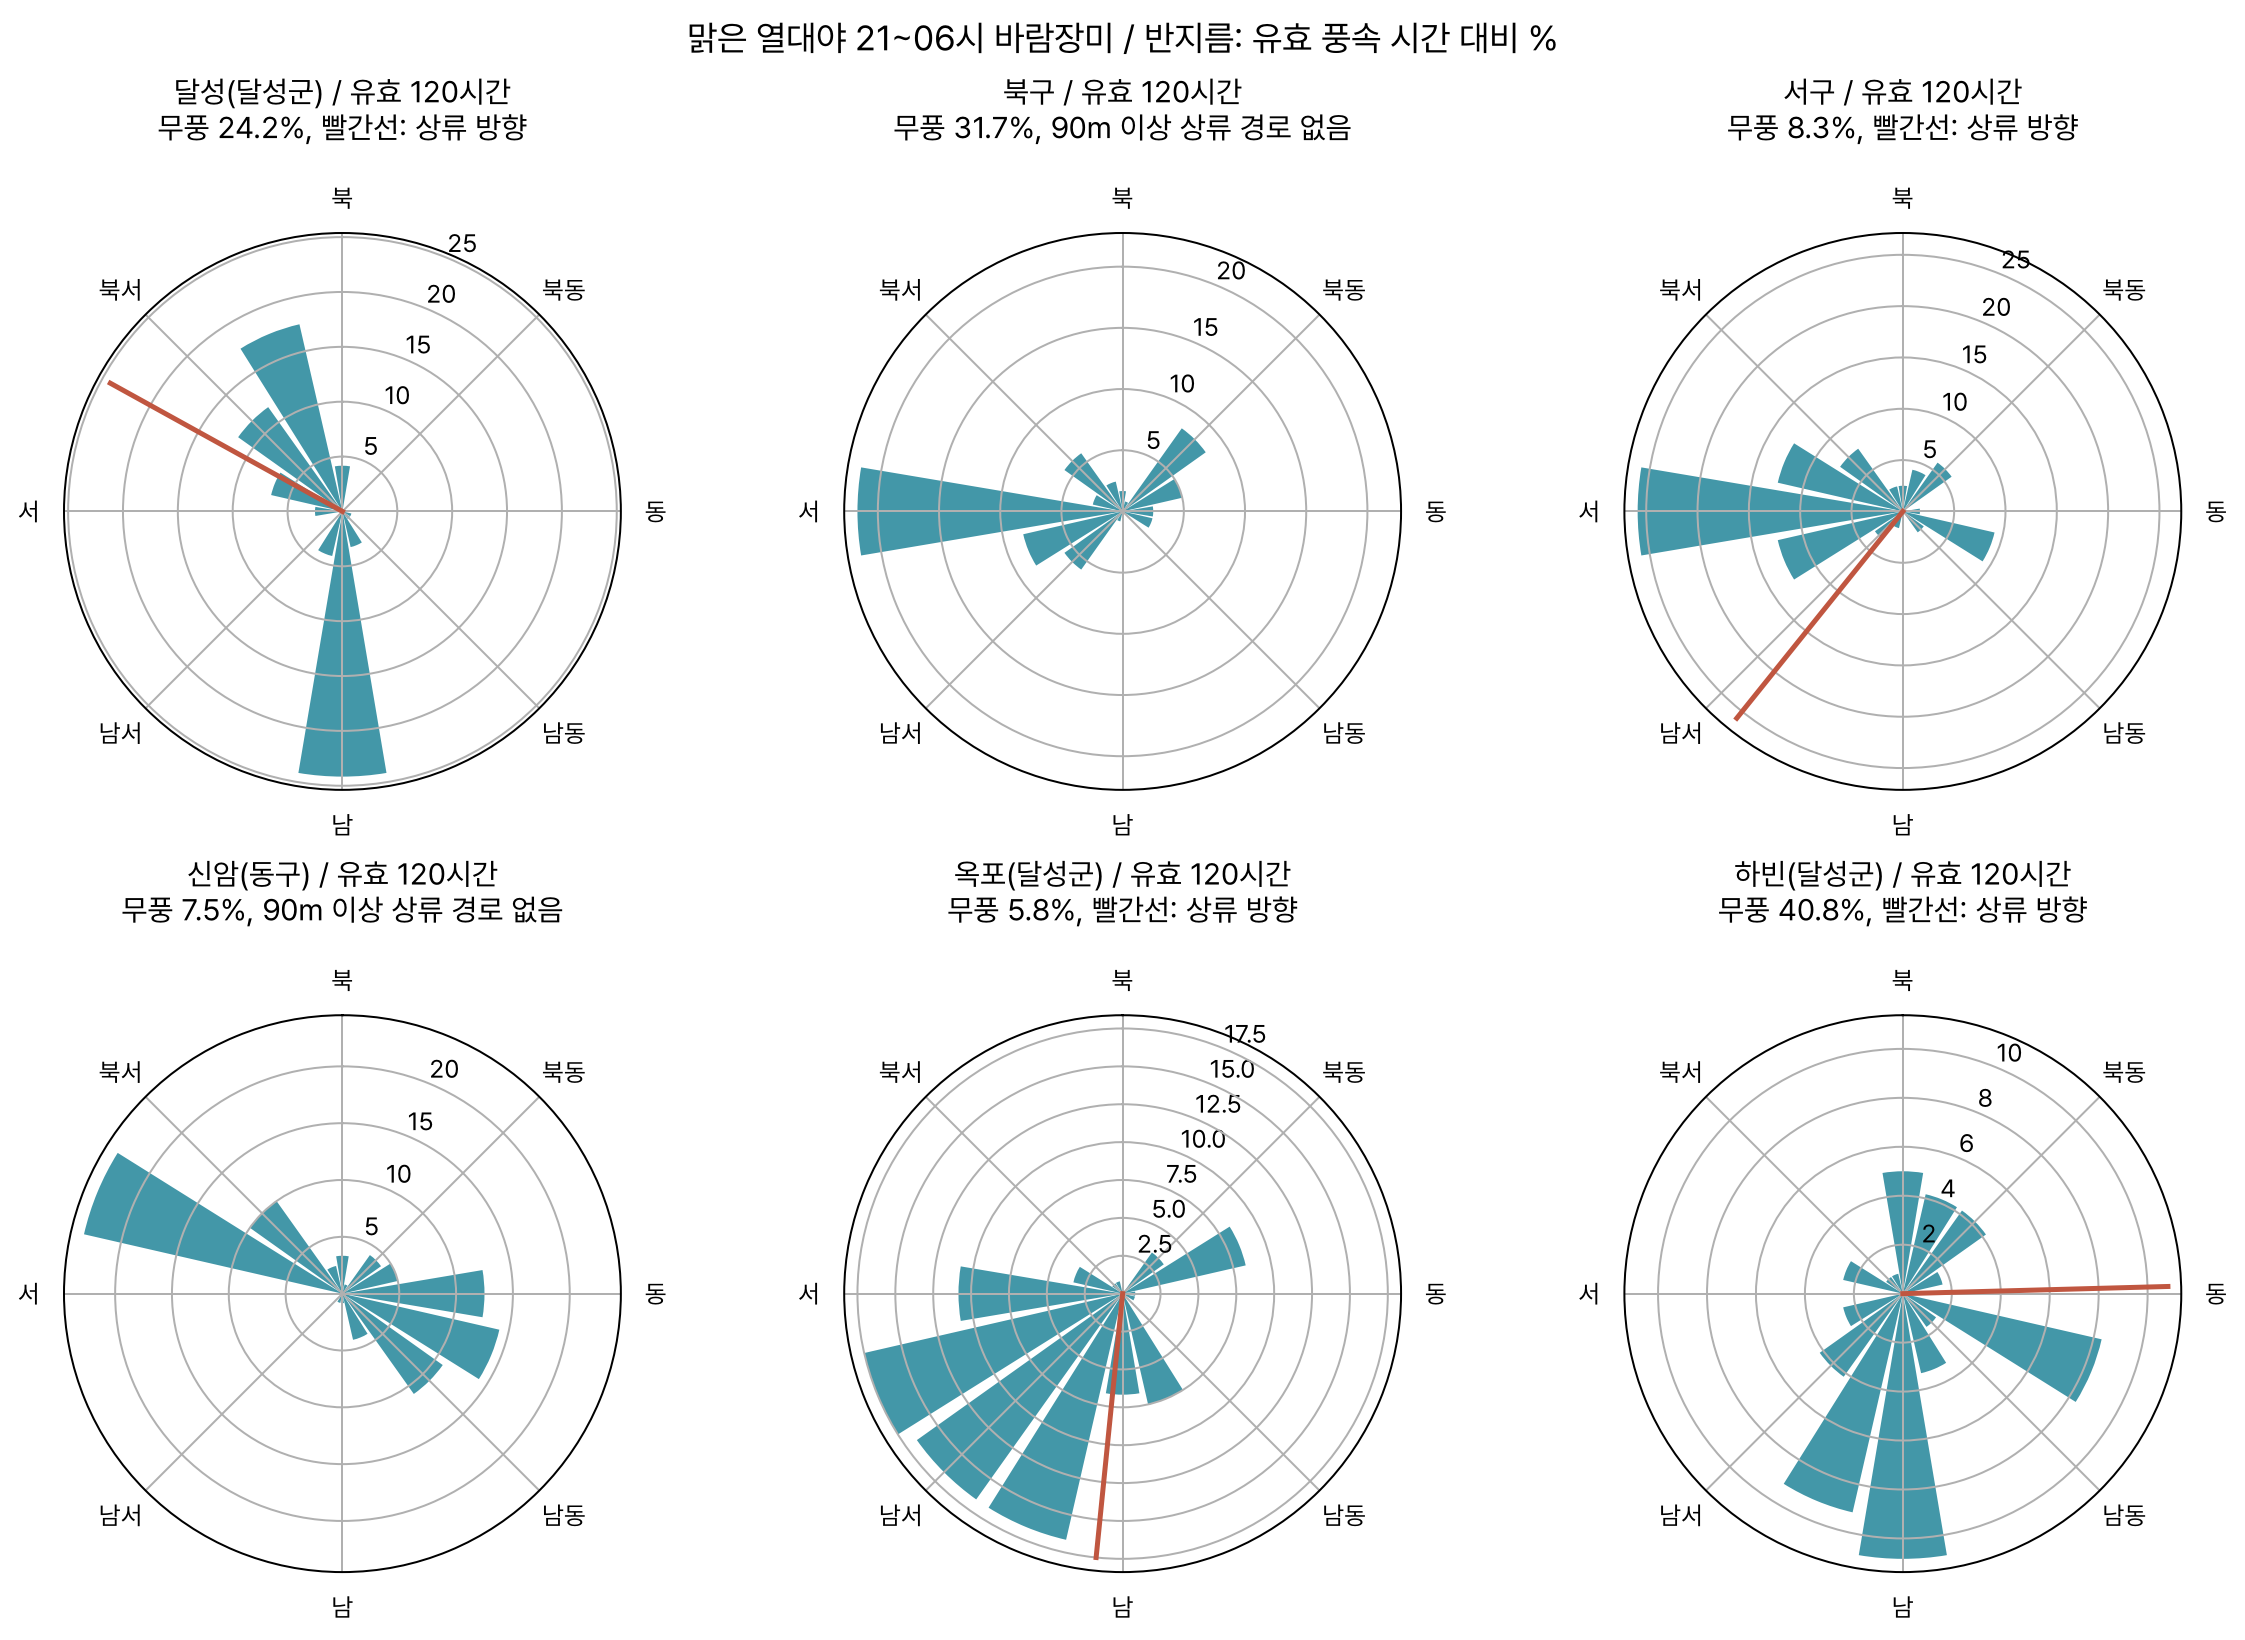 맑은 열대야 21~06시 바람장미 / 반지름: 유효 풍속 시간 대비 %
달성(달성군) / 유효 120시간
무풍 24.2%, 빨간선: 상류 방향
북
25
20
15
10
5
북서
북동
서
동
남서
남동
남
북구 / 유효 120시간
무풍 31.7%, 90m 이상 상류 경로 없음
북
20
15
10
5
북서
북동
서
동
남서
남동
남
서구 / 유효 120시간
무풍 8.3%, 빨간선: 상류 방향
북
25
20
15
10
5
북서
북동
서
동
남서
남동
남
신암(동구) / 유효 120시간
무풍 7.5%, 90m 이상 상류 경로 없음
북
20
15
10
5
북서
북동
서
동
남서
남동
남
옥포(달성군) / 유효 120시간
무풍 5.8%, 빨간선: 상류 방향
북
17.5
15.0
12.5
10.0
7.5
5.0
2.5
북서
북동
서
동
남서
남동
남
하빈(달성군) / 유효 120시간
무풍 40.8%, 빨간선: 상류 방향
북
10
8
6
4
2
북서
북동
서
동
남서
남동
남